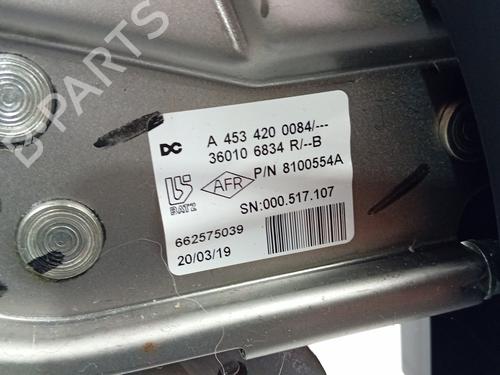 B-PARTS
DC A 453 420 0084/---
36010 6834 R/--B
P/N 8100554A
BATZ AFR
SN:000.517.107
662575039
20/03/19